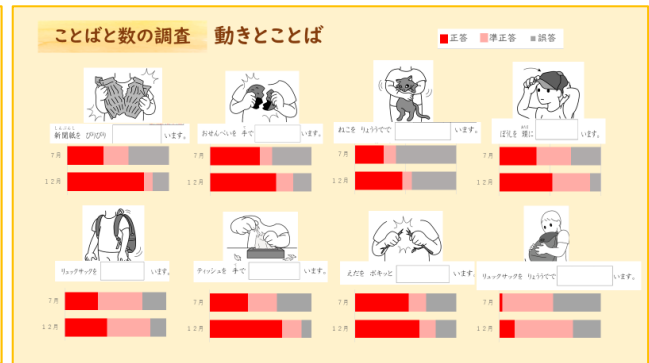 ことばと数の調査 動きとことば
正答 準正答 誤答
しんぶんし
新聞紙を びりびり います。
7月
12月
おせんべいを 手で います。
7月
12月
ねこを りょううでで います。
7月
12月
ぼうしを 頭に います。
7月
12月
リュックサックを います。
7月
12月
ティッシュを 手で います。
7月
12月
えだを ポキッと います。
7月
12月
リュックサックを りょううでで います。
7月
12月